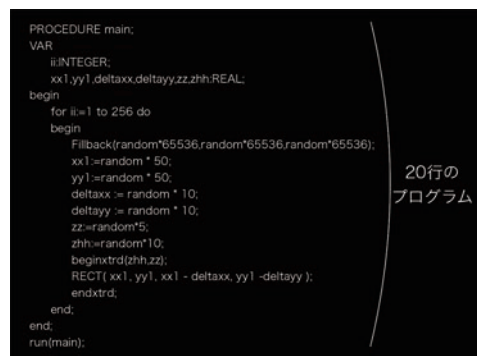 PROCEDURE main;
VAR
ii:INTEGER;
xx1,yy1,deltaxx,deltayy,zz,zhh:REAL;
begin
for ii:=1 to 256 do
begin
Fillback(random*65536,random*65536,random*65536);
xx1:=random * 50;
yy1:=random * 50;
deltaxx := random * 10;
deltayy := random * 10;
zz:=random*5;
zhh:=random*10;
beginxtrd(zhh,zz);
RECT( xx1, yy1, xx1 - deltaxx, yy1 -deltayy );
endxtrd;
end;
end;
run(main);
20行の
プログラム